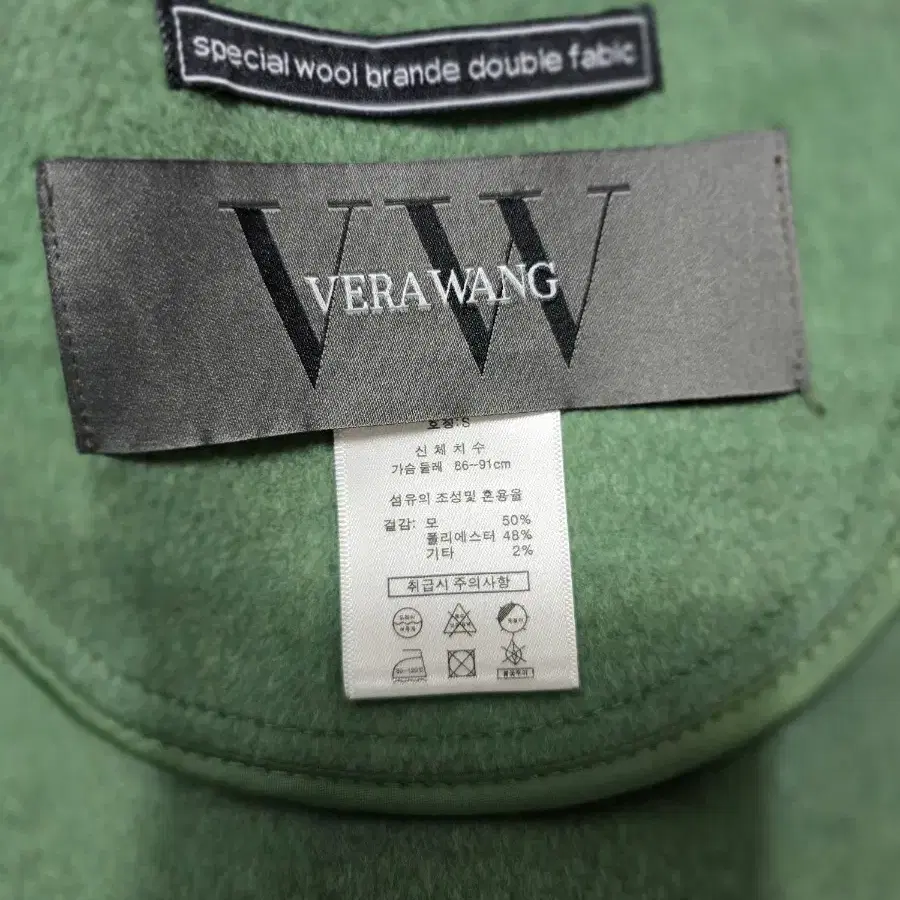 special wool brande double fabic
VERA WANG
호칭: S
신체치수
가슴둘레 86~91cm
섬유의 조성및 혼용율
겉감: 모 50%
폴리에스터 48%
기타 2%
취급시 주의사항